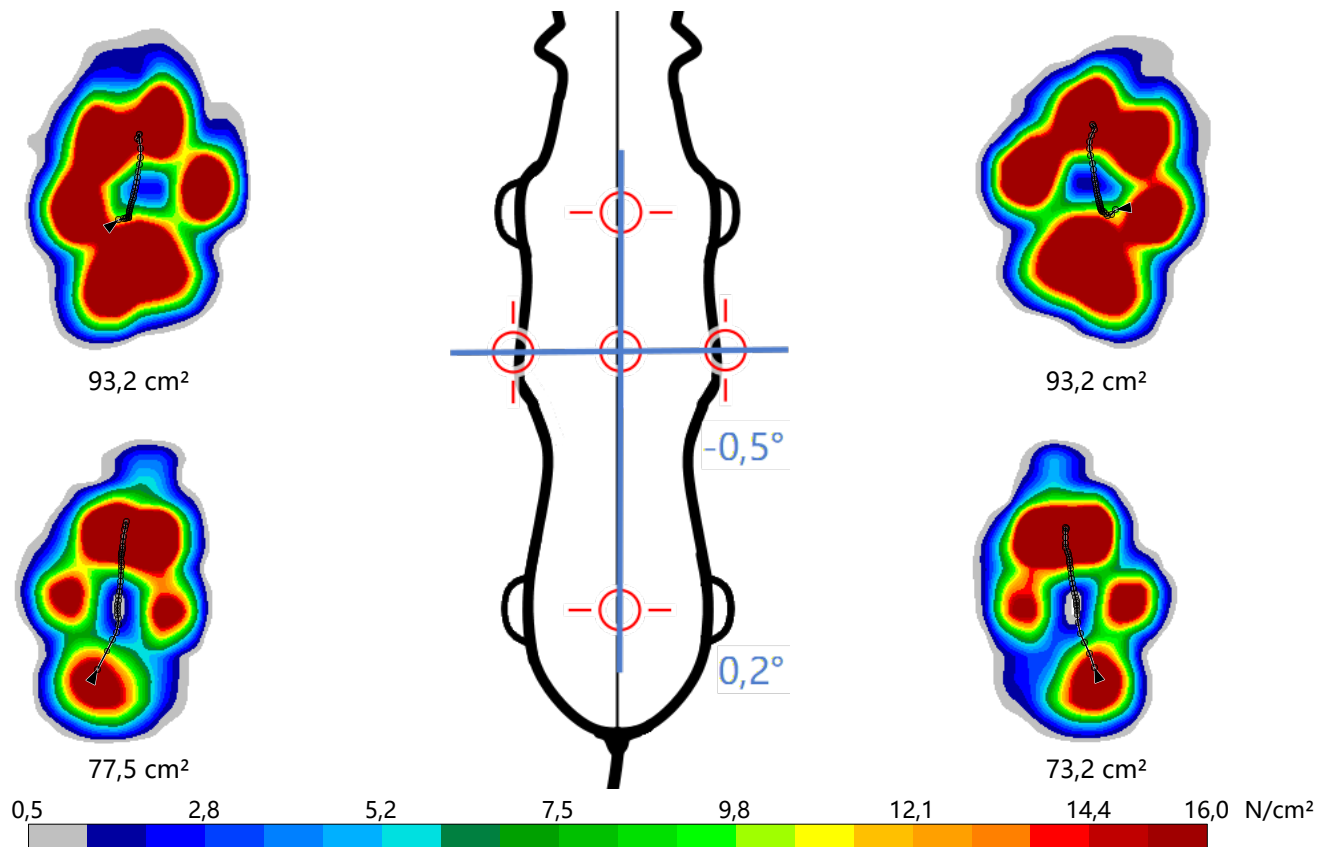 93,2 cm²
93,2 cm²
-0,5°
0,2°
77,5 cm²
73,2 cm²
0,5 2,8 5,2 7,5 9,8 12,1 14,4 16,0 N/cm²